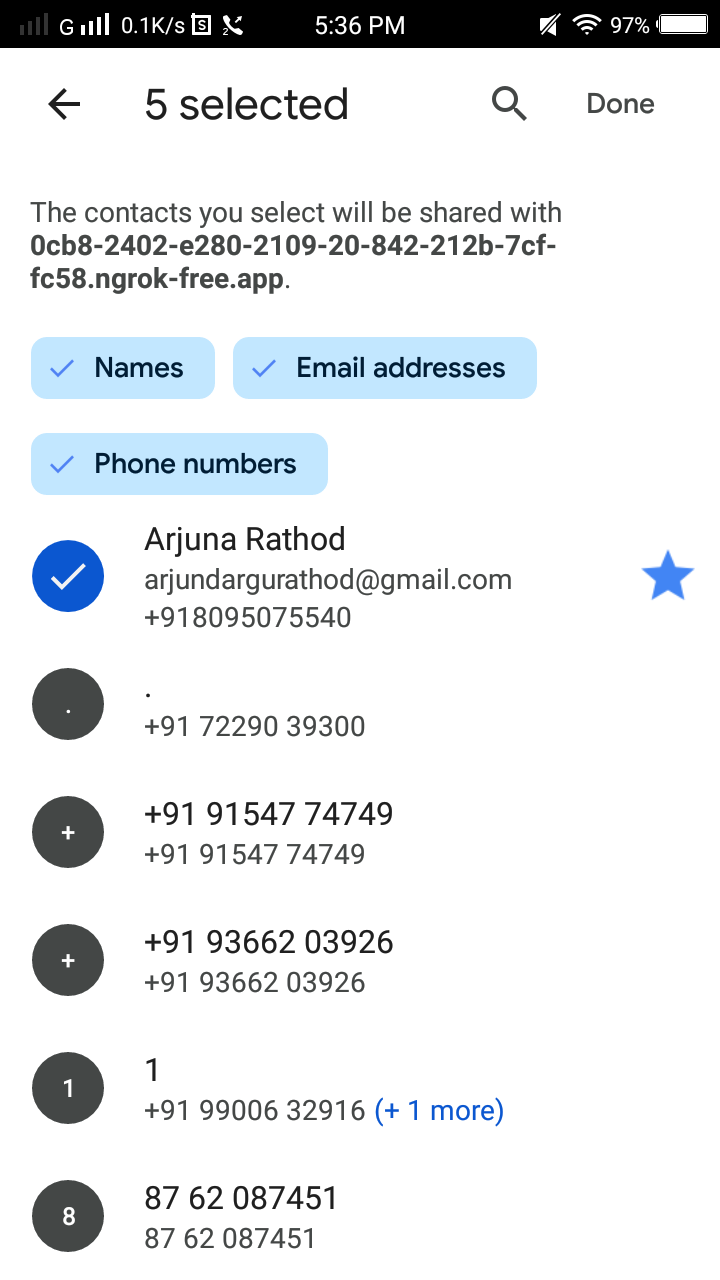 G 0.1K/s S 2 5:36 PM 97%
5 selected Done
The contacts you select will be shared with
0cb8-2402-e280-2109-20-842-212b-7cf-
fc58.ngrok-free.app.
Names Email addresses
Phone numbers
Arjuna Rathod
arjundargurathod@gmail.com
+918095075540
. .
+91 72290 39300
+ +91 91547 74749
+91 91547 74749
+ +91 93662 03926
+91 93662 03926
1 1
+91 99006 32916 (+ 1 more)
8 87 62 087451
87 62 087451